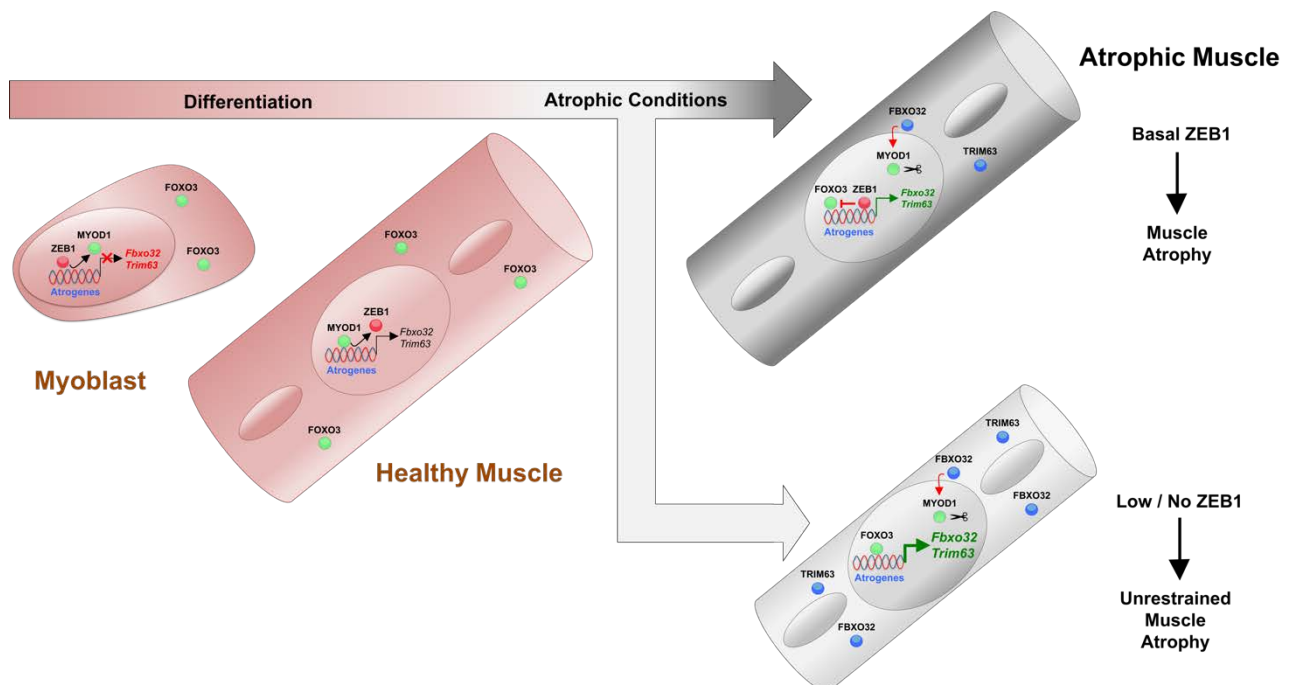 Differentiation
Atrophic Conditions
Atrophic Muscle
FOXO3
MYOD1
ZEB1
FOXO3
Fbxo32
Trim63
Atrogenes
Myoblast
FOXO3
FOXO3
ZEB1
MYOD1
Fbxo32
Trim63
Atrogenes
FOXO3
Healthy Muscle
FBXO32
TRIM63
MYOD1
FOXO3 ZEB1
Fbxo32
Trim63
Atrogenes
Basal ZEB1
Muscle
Atrophy
TRIM63
FBXO32
FBXO32
MYOD1
FOXO3
Fbxo32
Trim63
Atrogenes
TRIM63
FBXO32
Low / No ZEB1
Unrestrained
Muscle
Atrophy